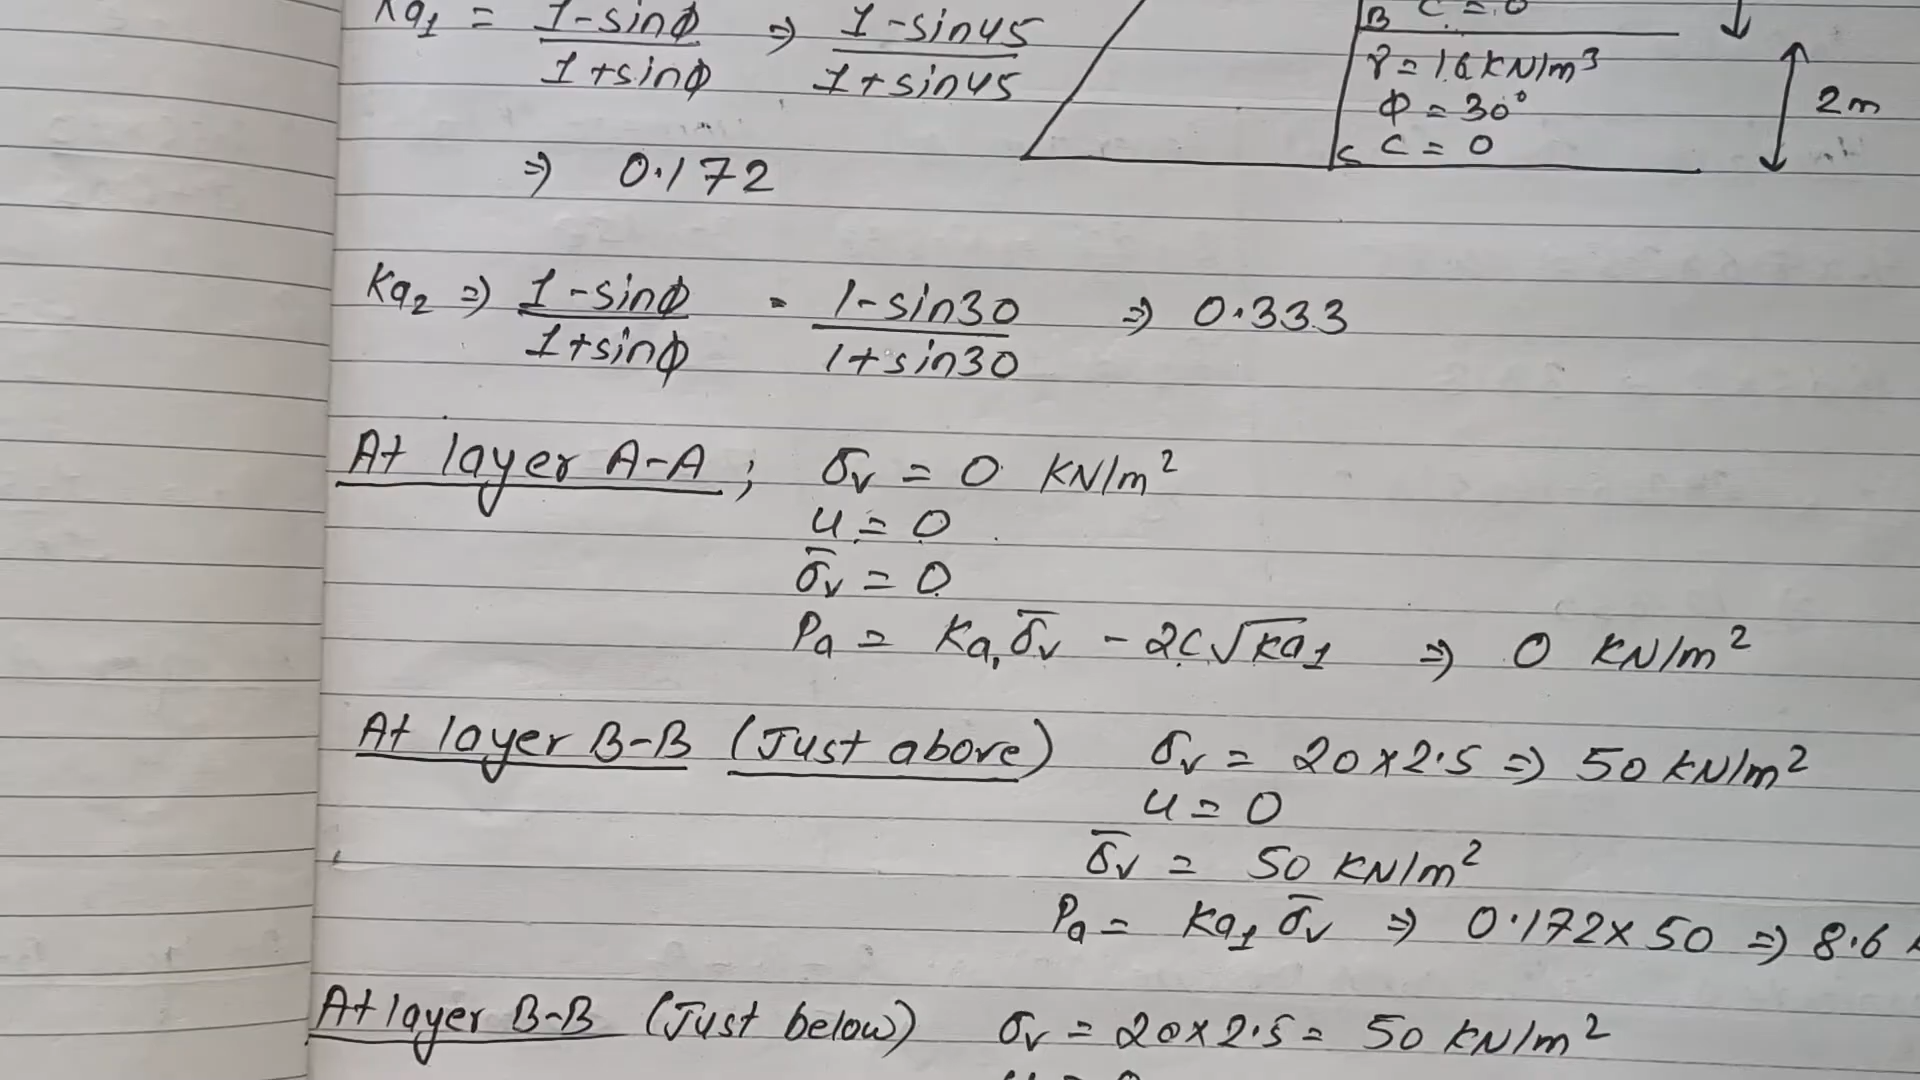 Ka1 = 1-sinφ / 1+sinφ ⇒ 1-sin45 / 1+sin45
⇒ 0.172
B C = 0
γ = 16 KN/m³
φ = 30°
C = 0
C
2m
Ka2 ⇒ 1-sinφ / 1+sinφ = 1-sin30 / 1+sin30 ⇒ 0.333
At layer A-A ; σv = 0 KN/m²
u = 0
σ̅v = 0
Pa = Ka1 σ̅v - 2C√Ka1 ⇒ 0 KN/m²
At layer B-B (Just above) σv = 20×2.5 ⇒ 50 KN/m²
u = 0
σ̅v = 50 KN/m²
Pa = Ka1 σ̅v ⇒ 0.172×50 ⇒ 8.6
At layer B-B (Just below) σv = 20×2.5 = 50 KN/m²